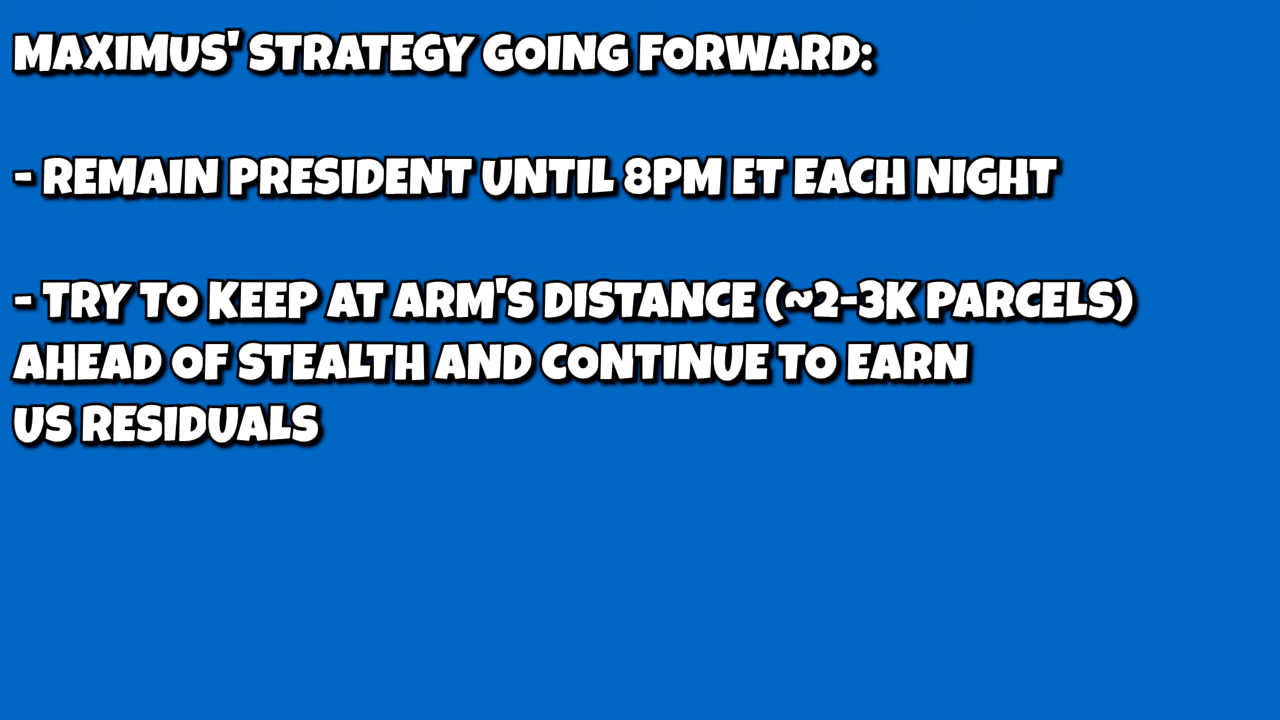 MAXIMUS' STRATEGY GOING FORWARD:
- REMAIN PRESIDENT UNTIL 8PM ET EACH NIGHT
- TRY TO KEEP AT ARM'S DISTANCE (~2-3K PARCELS)
AHEAD OF STEALTH AND CONTINUE TO EARN
US RESIDUALS